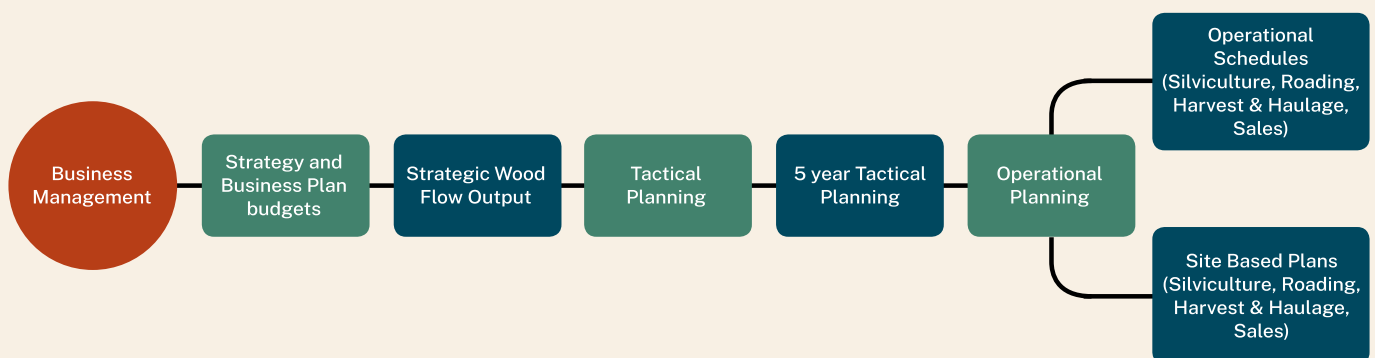 Business
Management
Strategy and
Business Plan
budgets
Strategic Wood
Flow Output
Tactical
Planning
5 year Tactical
Planning
Operational
Planning
Operational
Schedules
(Silviculture, Roading,
Harvest & Haulage,
Sales)
Site Based Plans
(Silviculture, Roading,
Harvest & Haulage,
Sales)